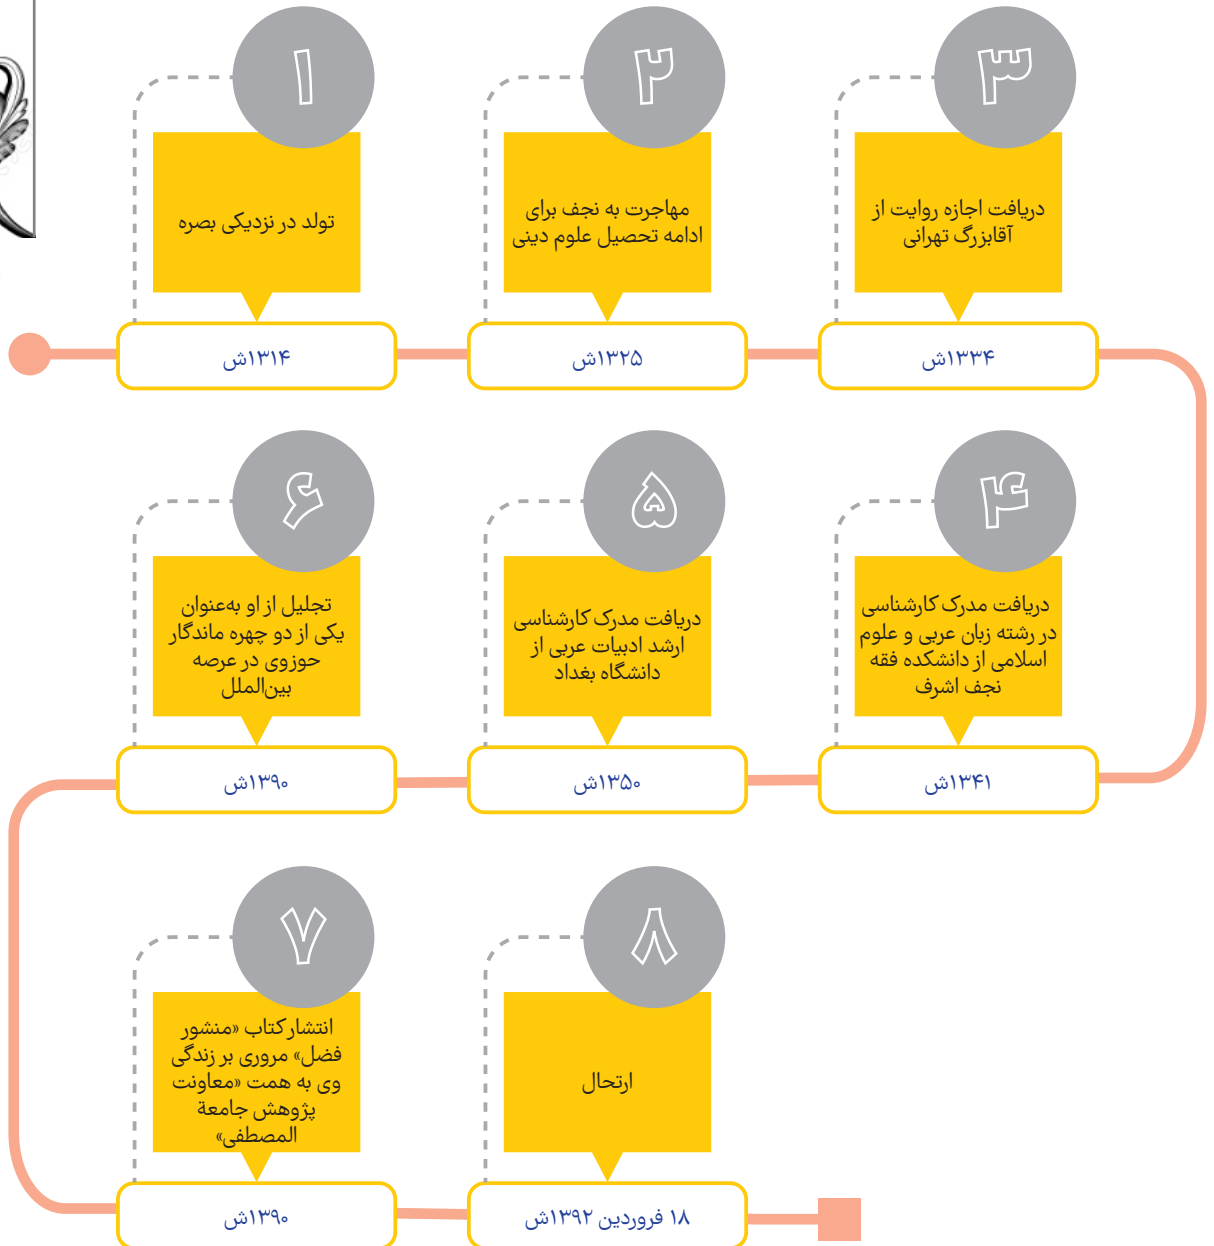 ۱
تولد در نزدیکی بصره
۱۳۱۴ش
۲
مهاجرت به نجف برای
ادامه تحصیل علوم دینی
۱۳۲۵ش
۳
دریافت اجازه روایت از
آقابزرگ تهرانی
۱۳۳۴ش
۴
دریافت مدرک کارشناسی
در رشته زبان عربی و علوم
اسلامی از دانشکده فقه
نجف اشرف
۱۳۴۱ش
۵
دریافت مدرک کارشناسی
ارشد ادبیات عربی از
دانشگاه بغداد
۱۳۵۰ش
۶
تجلیل از او به‌عنوان
یکی از دو چهره ماندگار
حوزوی در عرصه
بین‌الملل
۱۳۹۰ش
۷
انتشار کتاب «منشور
فضل» مروری بر زندگی
وی به همت «معاونت
پژوهش جامعة
المصطفی»
۱۳۹۰ش
۸
ارتحال
۱۸ فروردین ۱۳۹۲ش